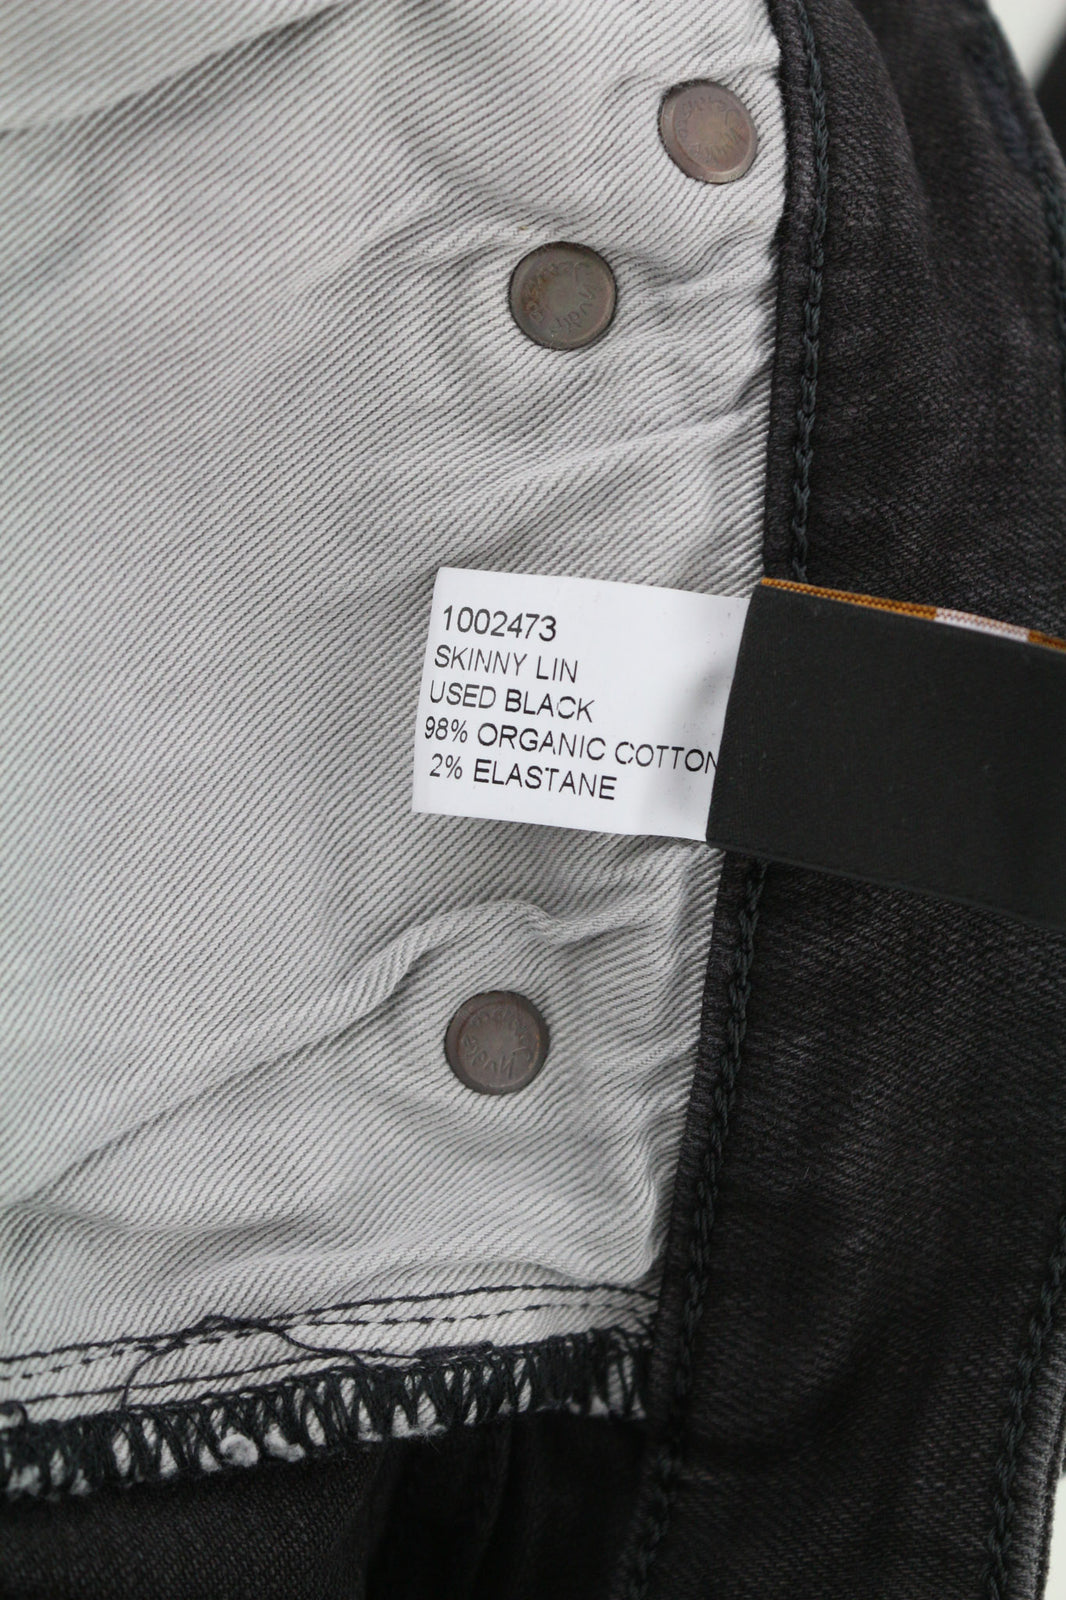 1002473
SKINNY LIN
USED BLACK
98% ORGANIC COTTON
2% ELASTANE